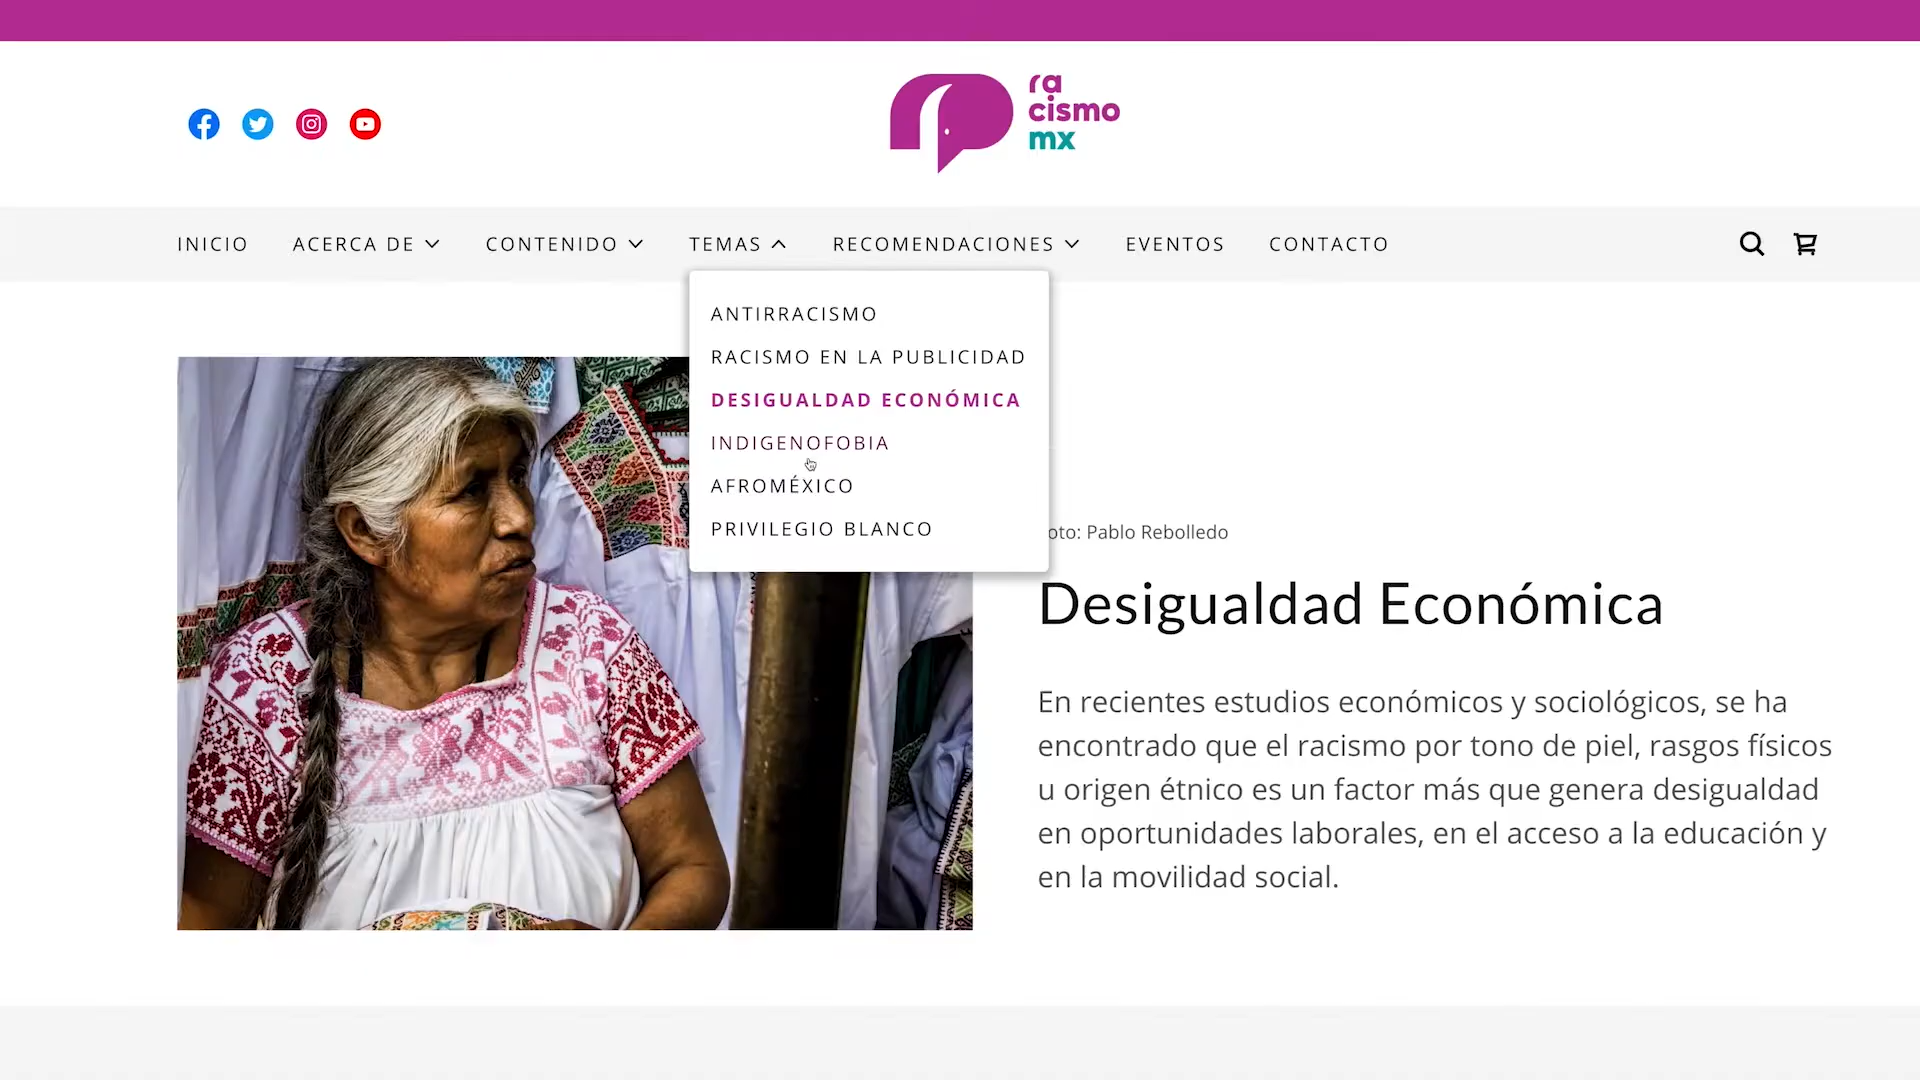 ra
cismo
mx
INICIO
ACERCA DE
CONTENIDO
TEMAS
RECOMENDACIONES
EVENTOS
CONTACTO
ANTIRRACISMO
RACISMO EN LA PUBLICIDAD
DESIGUALDAD ECONÓMICA
INDIGENOFOBIA
AFROMÉXICO
PRIVILEGIO BLANCO
oto: Pablo Rebolledo
Desigualdad Económica
En recientes estudios económicos y sociológicos, se ha
encontrado que el racismo por tono de piel, rasgos físicos
u origen étnico es un factor más que genera desigualdad
en oportunidades laborales, en el acceso a la educación y
en la movilidad social.